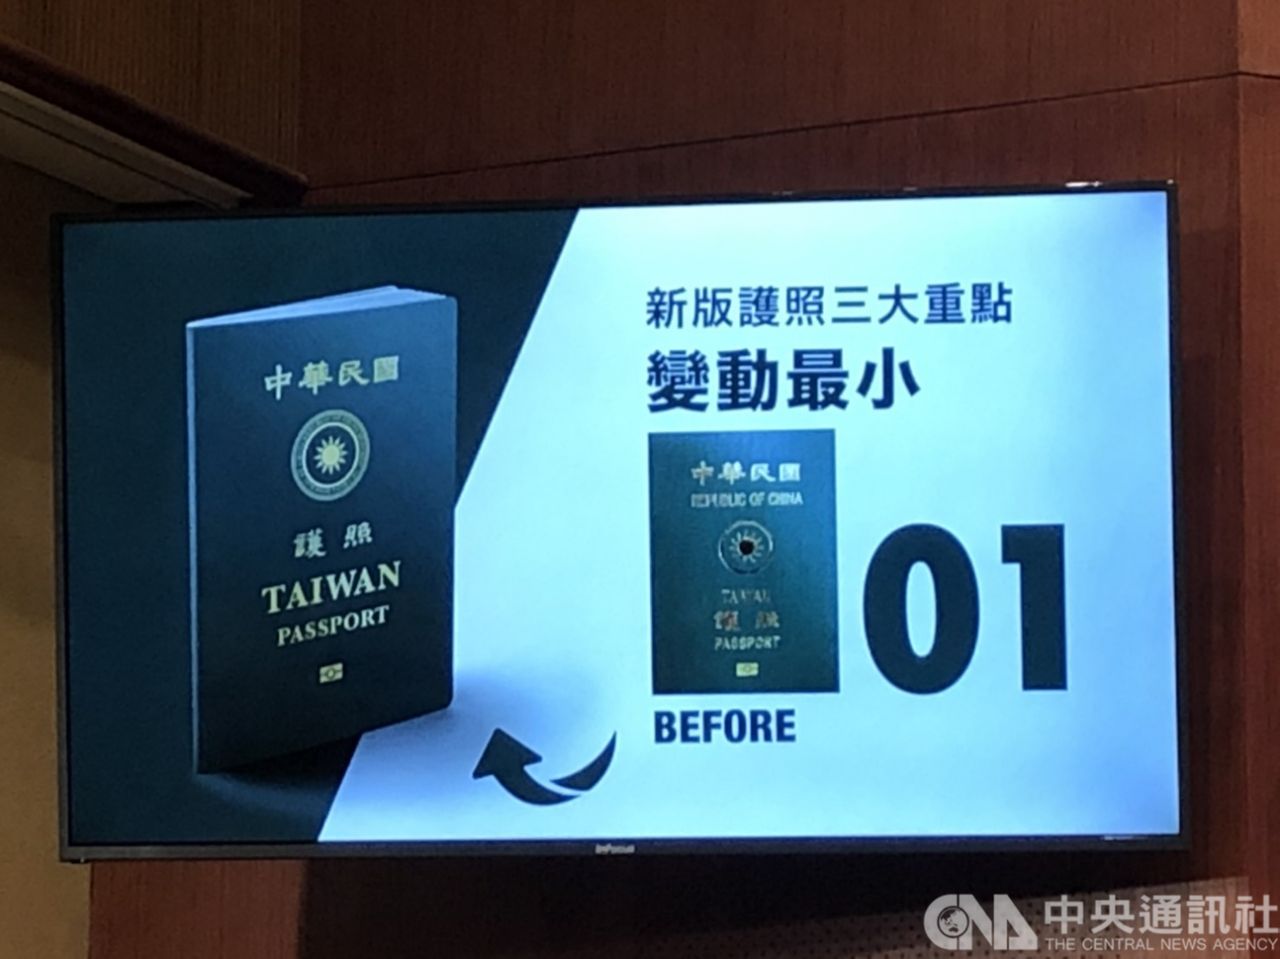 中華民國
護照
TAIWAN
PASSPORT
新版護照三大重點
變動最小
中華民國
REPUBLIC OF CHINA
TAIWAN
護照
PASSPORT
01
BEFORE
InFocus
CNA 中央通訊社
THE CENTRAL NEWS AGENCY